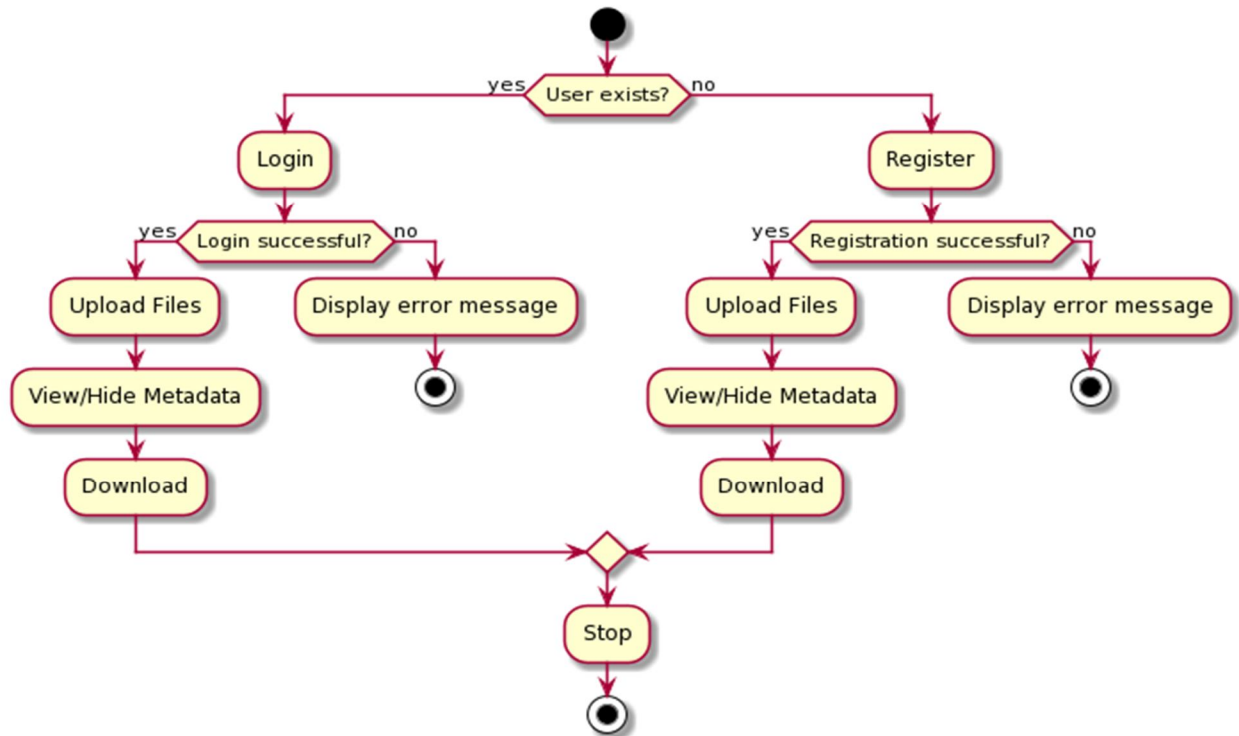 yes
User exists?
no
Login
Register
yes
Login successful?
no
yes
Registration successful?
no
Upload Files
Display error message
Upload Files
Display error message
View/Hide Metadata
View/Hide Metadata
Download
Download
Stop